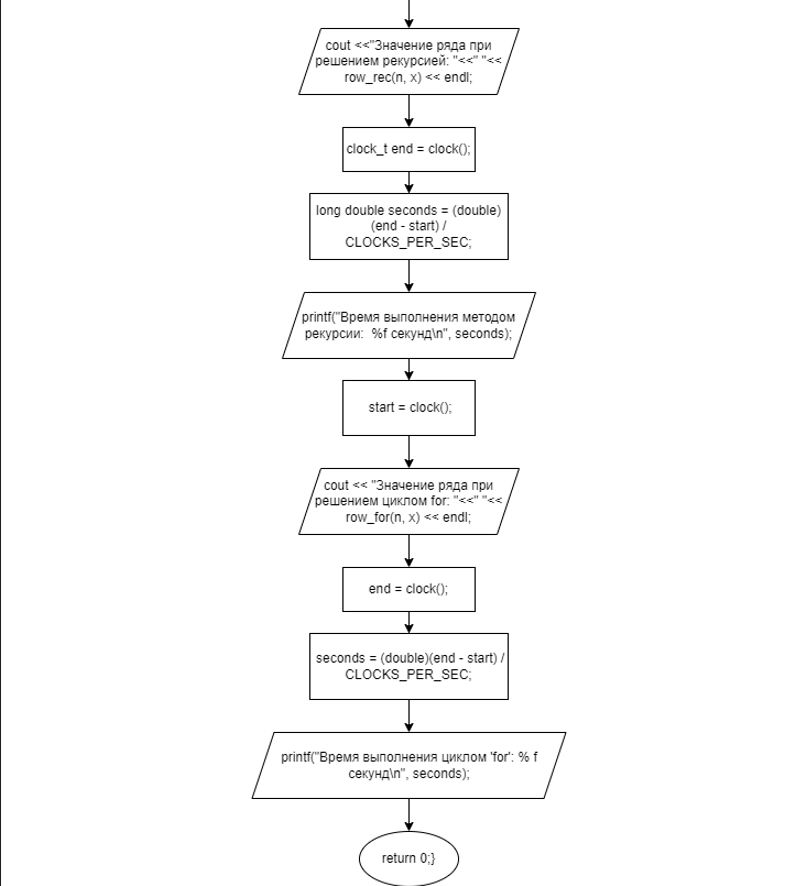 cout <<"Значение ряда при
решением рекурсией: "<<" "<<
row_rec(n, x) << endl;
clock_t end = clock();
long double seconds = (double)
(end - start) /
CLOCKS_PER_SEC;
printf("Время выполнения методом
рекурсии:  %f секунд\n", seconds);
start = clock();
cout << "Значение ряда при
решением циклом for: "<<" "<<
row_for(n, x) << endl;
end = clock();
seconds = (double)(end - start) /
CLOCKS_PER_SEC;
printf("Время выполнения циклом 'for': % f
секунд\n", seconds);
return 0;}